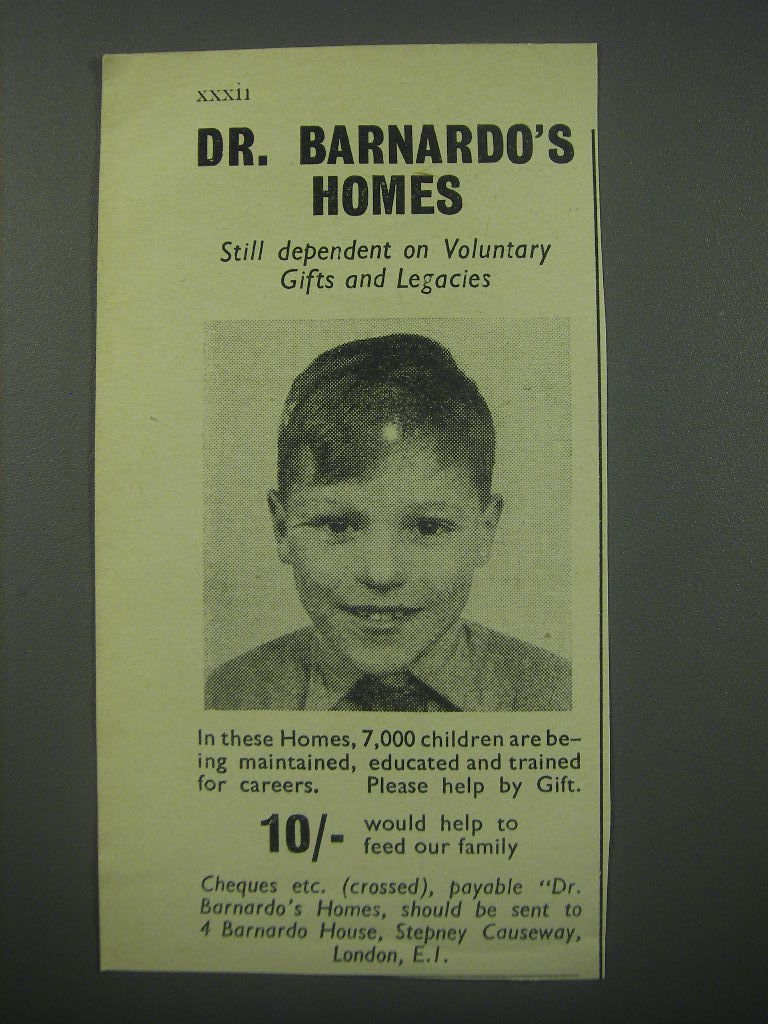 xxxii
DR. BARNARDO'S
HOMES
Still dependent on Voluntary
Gifts and Legacies
In these Homes, 7,000 children are be-
ing maintained, educated and trained
for careers. Please help by Gift.
10/- would help to
feed our family
Cheques etc. (crossed), payable “Dr.
Barnardo's Homes, should be sent to
4 Barnardo House, Stepney Causeway,
London, E.1.